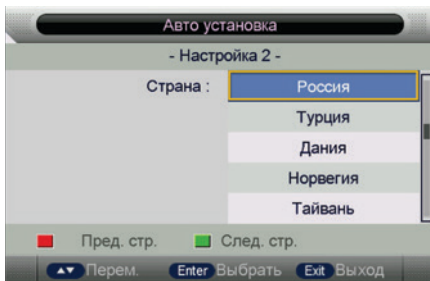 Авто установка
- Настройка 2 -
Страна : Россия
Турция
Дания
Норвегия
Тайвань
Пред. стр. След. стр.
Перем. Enter Выбрать Exit Выход